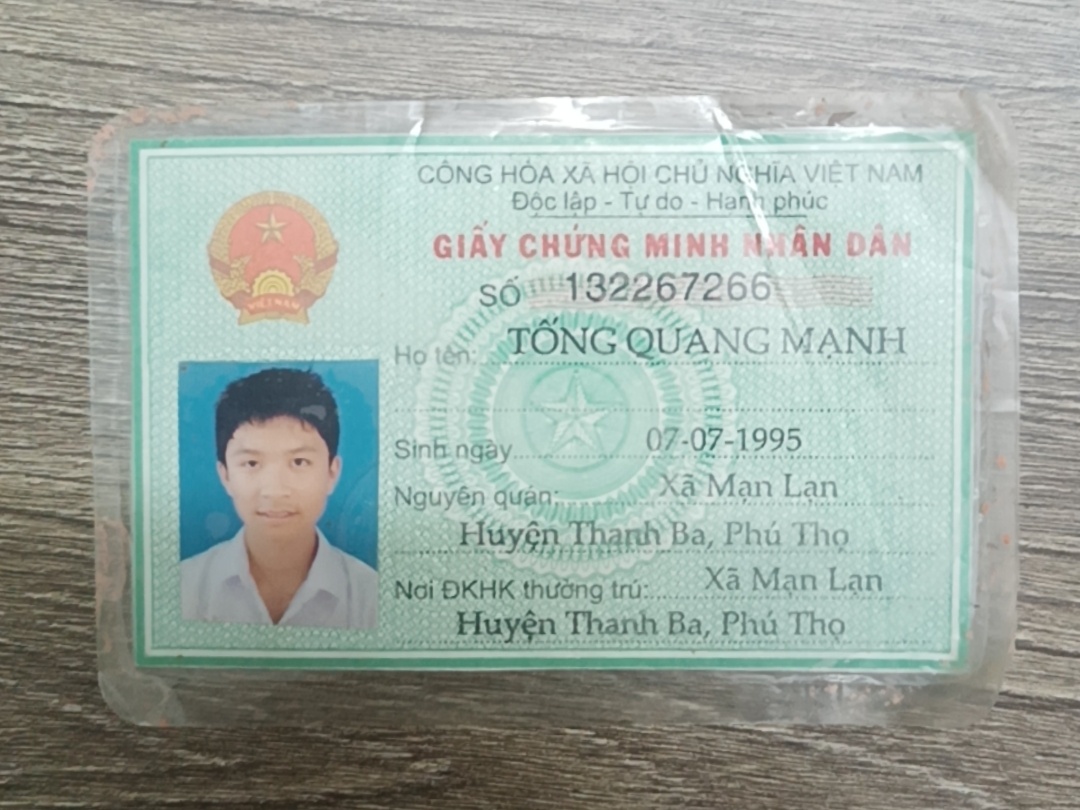 CỘNG HÒA XÃ HỘI CHỦ NGHĨA VIỆT NAM
Độc lập - Tự do - Hạnh phúc
GIẤY CHỨNG MINH NHÂN DÂN
SỐ 132267266
Họ tên: TỐNG QUANG MẠNH
Sinh ngày 07-07-1995
Nguyên quán: Xã Mạn Lạn
Huyện Thanh Ba, Phú Thọ
Nơi ĐKHK thường trú: Xã Mạn Lạn
Huyện Thanh Ba, Phú Thọ
VIỆT NAM